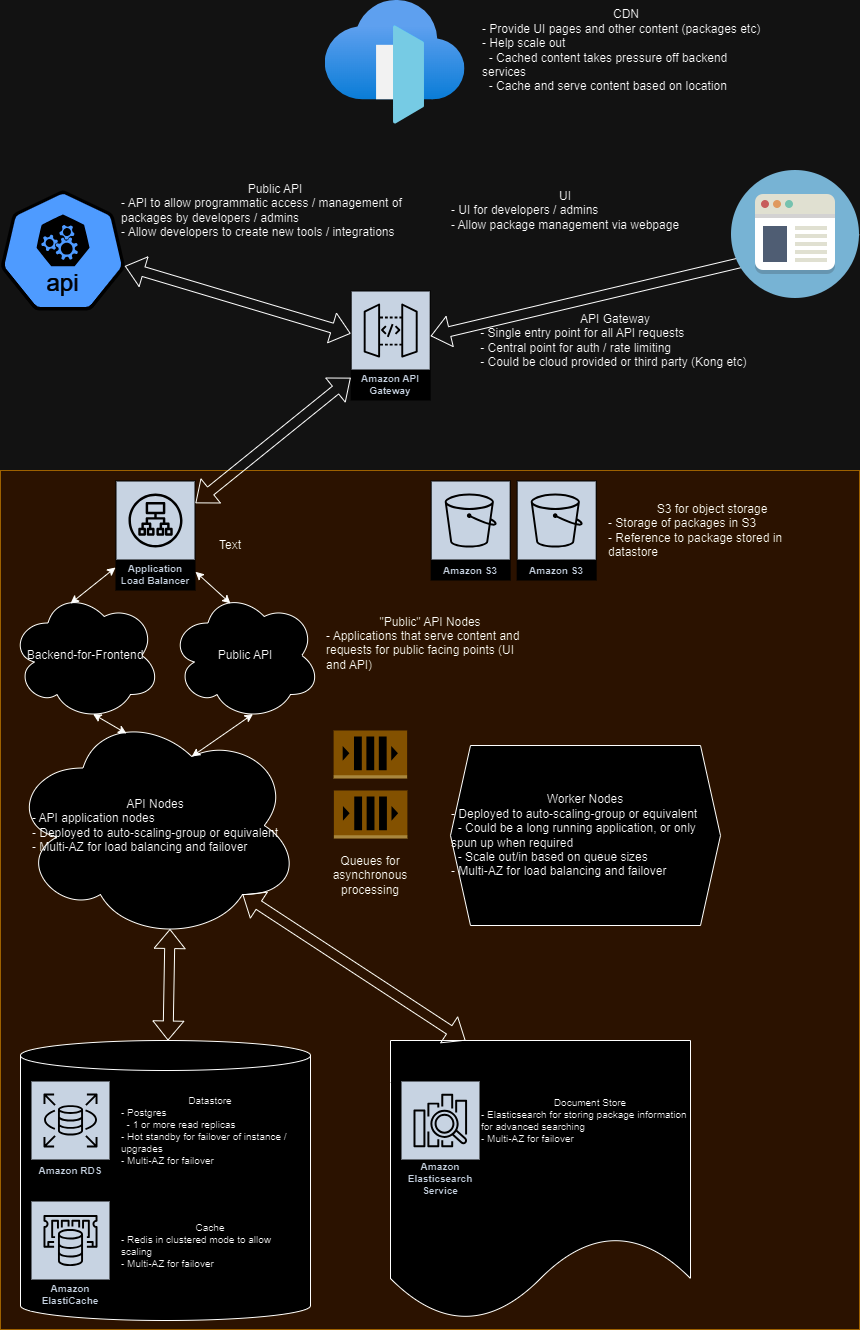 CDN
- Provide UI pages and other content (packages etc)
- Help scale out
- Cached content takes pressure off backend
services
- Cache and serve content based on location
Public API
- API to allow programmatic access / management of
packages by developers / admins
- Allow developers to create new tools / integrations
UI
- UI for developers / admins
- Allow package management via webpage
api
API Gateway
- Single entry point for all API requests
- Central point for auth / rate limiting
- Could be cloud provided or third party (Kong etc)
</>
Amazon API
Gateway
Application
Load Balancer
Text
Amazon S3
Amazon S3
S3 for object storage
- Storage of packages in S3
- Reference to package stored in
datastore
Backend-for-Frontend
Public API
"Public" API Nodes
- Applications that serve content and
requests for public facing points (UI
and API)
API Nodes
- API application nodes
- Deployed to auto-scaling-group or equivalent
- Multi-AZ for load balancing and failover
Queues for
asynchronous
processing
Worker Nodes
- Deployed to auto-scaling-group or equivalent
- Could be a long running application, or only
spun up when required
- Scale out/in based on queue sizes
- Multi-AZ for load balancing and failover
Amazon RDS
Datastore
- Postgres
- 1 or more read replicas
- Hot standby for failover of instance /
upgrades
- Multi-AZ for failover
Amazon
ElastiCache
Cache
- Redis in clustered mode to allow
scaling
- Multi-AZ for failover
Amazon
Elasticsearch
Service
Document Store
- Elasticsearch for storing package information
for advanced searching
- Multi-AZ for failover